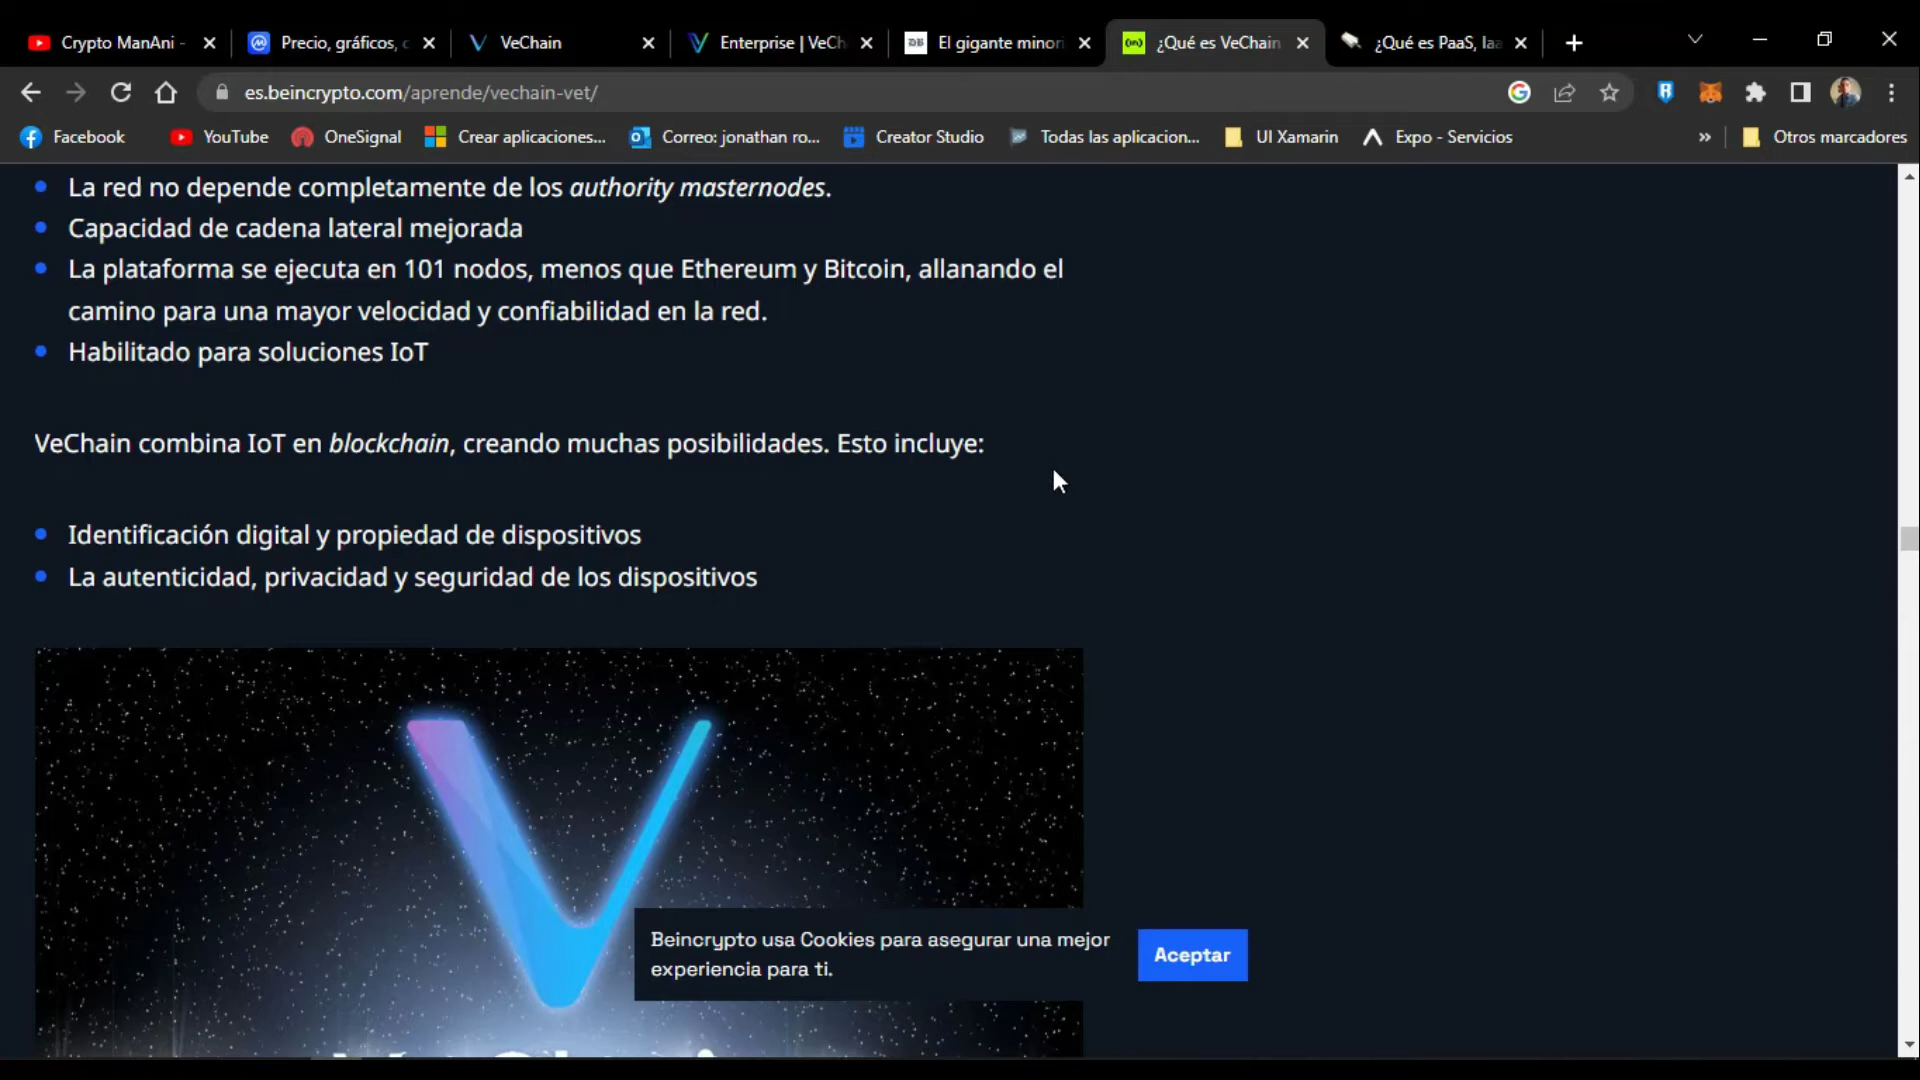 Crypto ManAni -
Precio, gráficos, c
VeChain
Enterprise | VeCh
El gigante minori
¿Qué es VeChain
¿Qué es PaaS, Iaa
es.beincrypto.com/aprende/vechain-vet/
Facebook
YouTube
OneSignal
Crear aplicaciones...
Correo: jonathan ro...
Creator Studio
Todas las aplicacion...
UI Xamarin
Expo - Servicios
»
Otros marcadores
La red no depende completamente de los authority masternodes.
Capacidad de cadena lateral mejorada
La plataforma se ejecuta en 101 nodos, menos que Ethereum y Bitcoin, allanando el
camino para una mayor velocidad y confiabilidad en la red.
Habilitado para soluciones IoT
VeChain combina IoT en blockchain, creando muchas posibilidades. Esto incluye:
Identificación digital y propiedad de dispositivos
La autenticidad, privacidad y seguridad de los dispositivos
Beincrypto usa Cookies para asegurar una mejor
experiencia para ti.
Aceptar